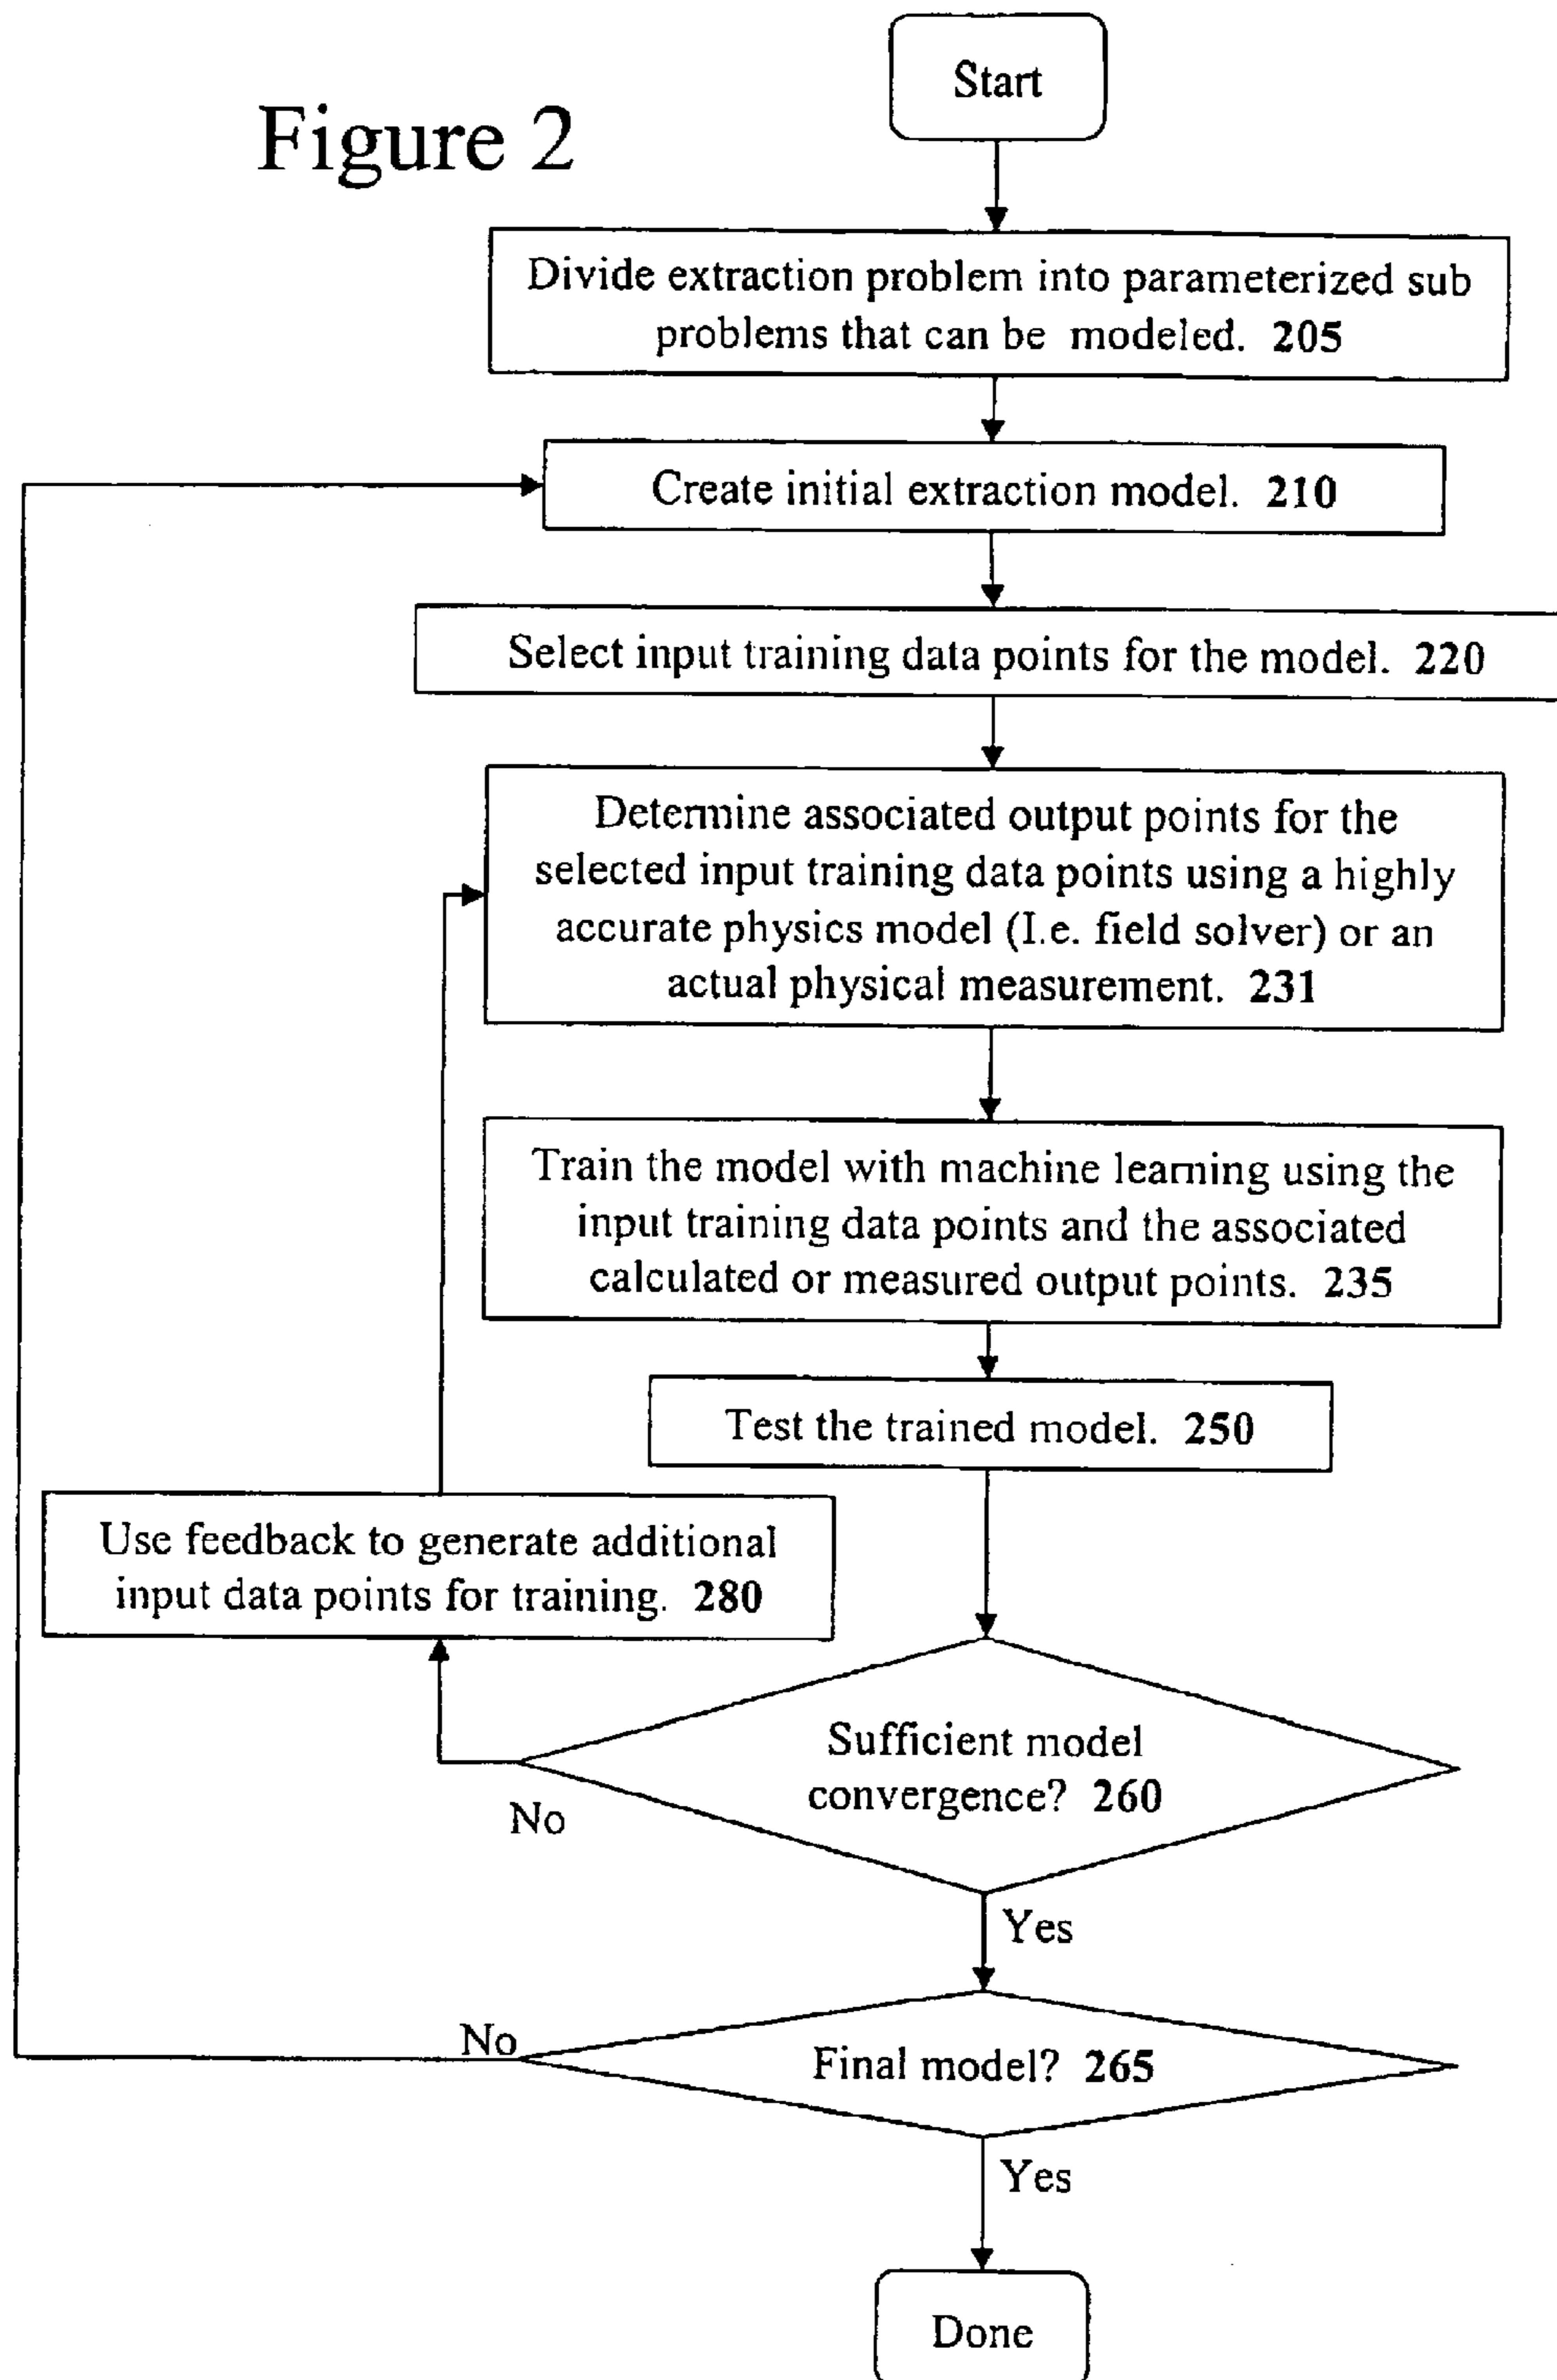 Figure 2
Start
Divide extraction problem into parameterized sub
problems that can be modeled. 205
Create initial extraction model. 210
Select input training data points for the model. 220
Determine associated output points for the
selected input training data points using a highly
accurate physics model (I.e. field solver) or an
actual physical measurement. 231
Train the model with machine learning using the
input training data points and the associated
calculated or measured output points. 235
Test the trained model. 250
Use feedback to generate additional
input data points for training. 280
Sufficient model
convergence? 260
No
Yes
No
Final model? 265
Yes
Done